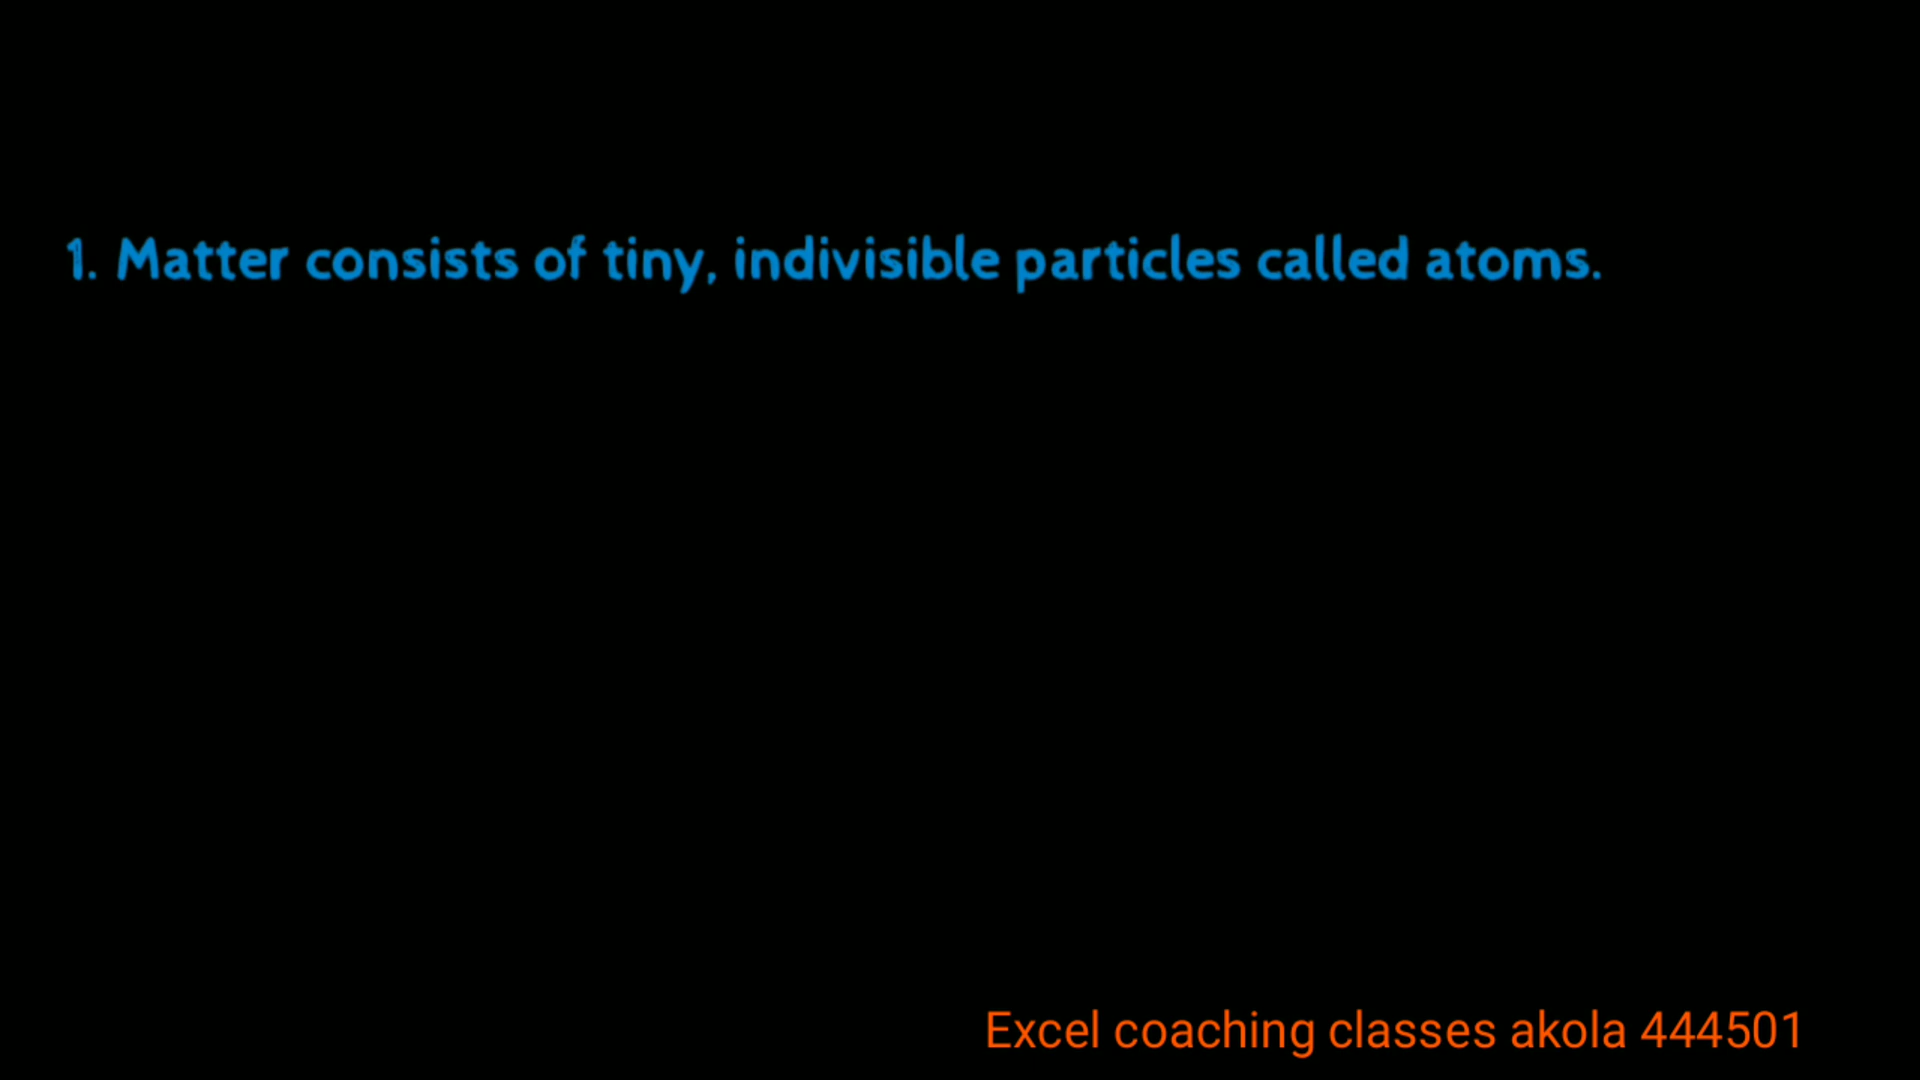 1. Matter consists of tiny, indivisible particles called atoms.
Excel coaching classes akola 444501